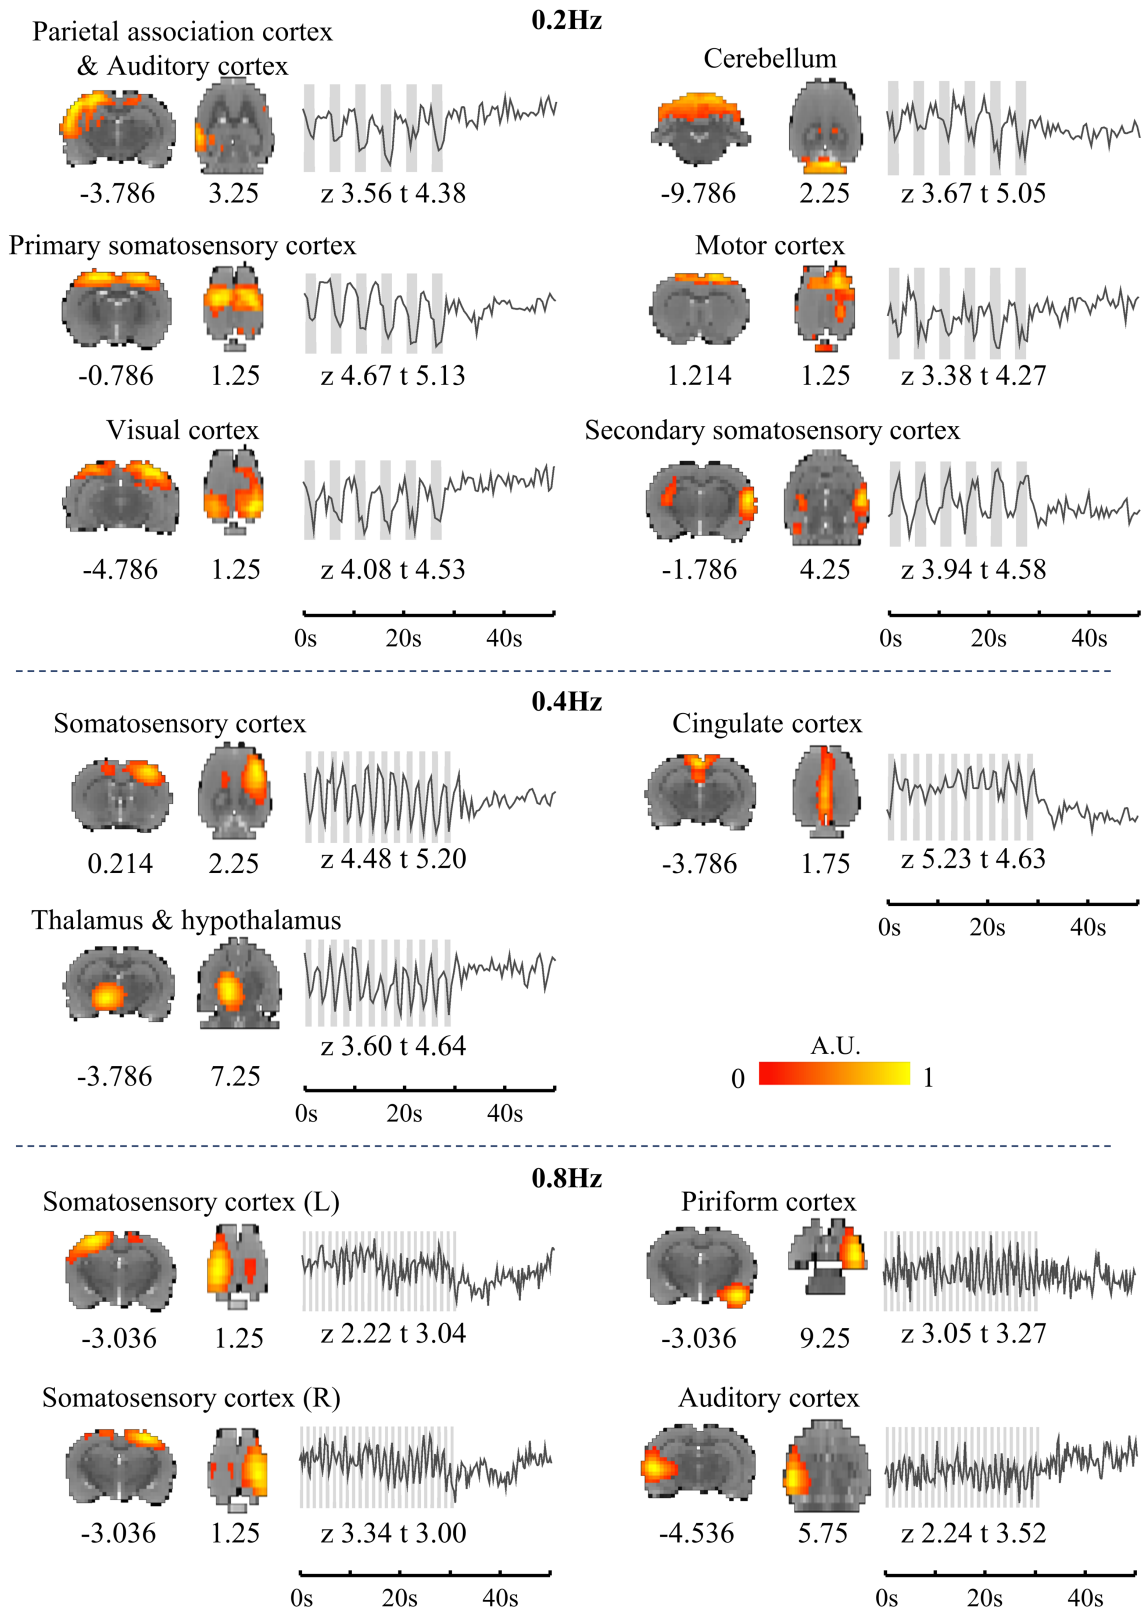 0.2Hz
Parietal association cortex
& Auditory cortex
-3.786
3.25
z 3.56 t 4.38
Cerebellum
-9.786
2.25
z 3.67 t 5.05
Primary somatosensory cortex
-0.786
1.25
z 4.67 t 5.13
Motor cortex
1.214
1.25
z 3.38 t 4.27
Visual cortex
-4.786
1.25
z 4.08 t 4.53
Secondary somatosensory cortex
-1.786
4.25
z 3.94 t 4.58
0s 20s 40s
0s 20s 40s
0.4Hz
Somatosensory cortex
0.214
2.25
z 4.48 t 5.20
Cingulate cortex
-3.786
1.75
z 5.23 t 4.63
0s 20s 40s
Thalamus & hypothalamus
-3.786
7.25
z 3.60 t 4.64
0s 20s 40s
A.U.
0 1
0.8Hz
Somatosensory cortex (L)
-3.036
1.25
z 2.22 t 3.04
Piriform cortex
-3.036
9.25
z 3.05 t 3.27
Somatosensory cortex (R)
-3.036
1.25
z 3.34 t 3.00
Auditory cortex
-4.536
5.75
z 2.24 t 3.52
0s 20s 40s
0s 20s 40s